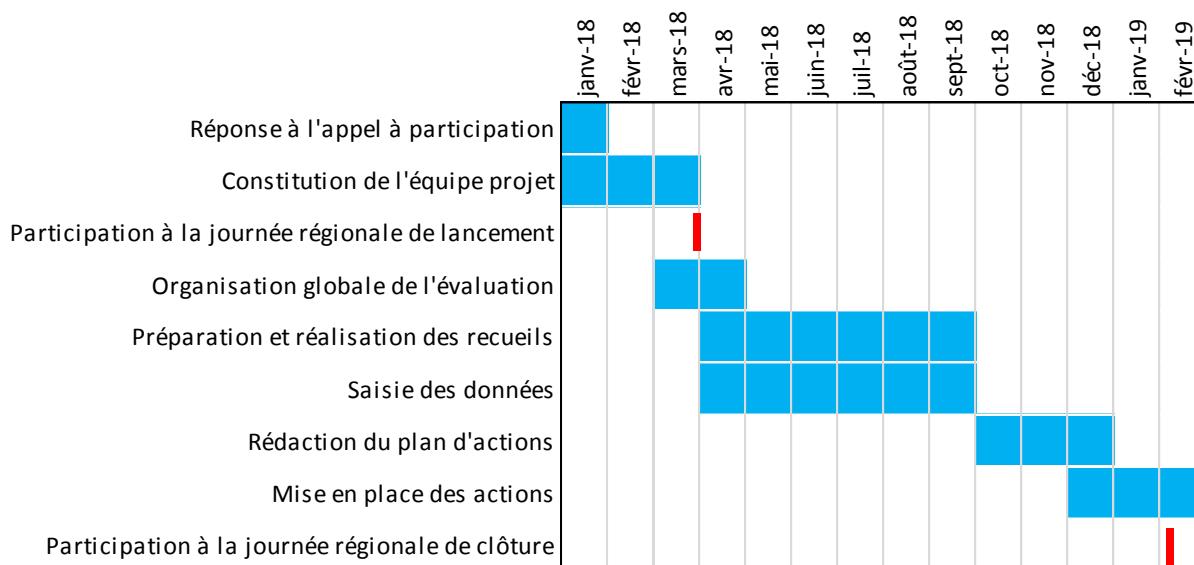 janv-18
févr-18
mars-18
avr-18
mai-18
juin-18
juil-18
août-18
sept-18
oct-18
nov-18
déc-18
janv-19
févr-19
Réponse à l'appel à participation
Constitution de l'équipe projet
Participation à la journée régionale de lancement
Organisation globale de l'évaluation
Préparation et réalisation des recueils
Saisie des données
Rédaction du plan d'actions
Mise en place des actions
Participation à la journée régionale de clôture